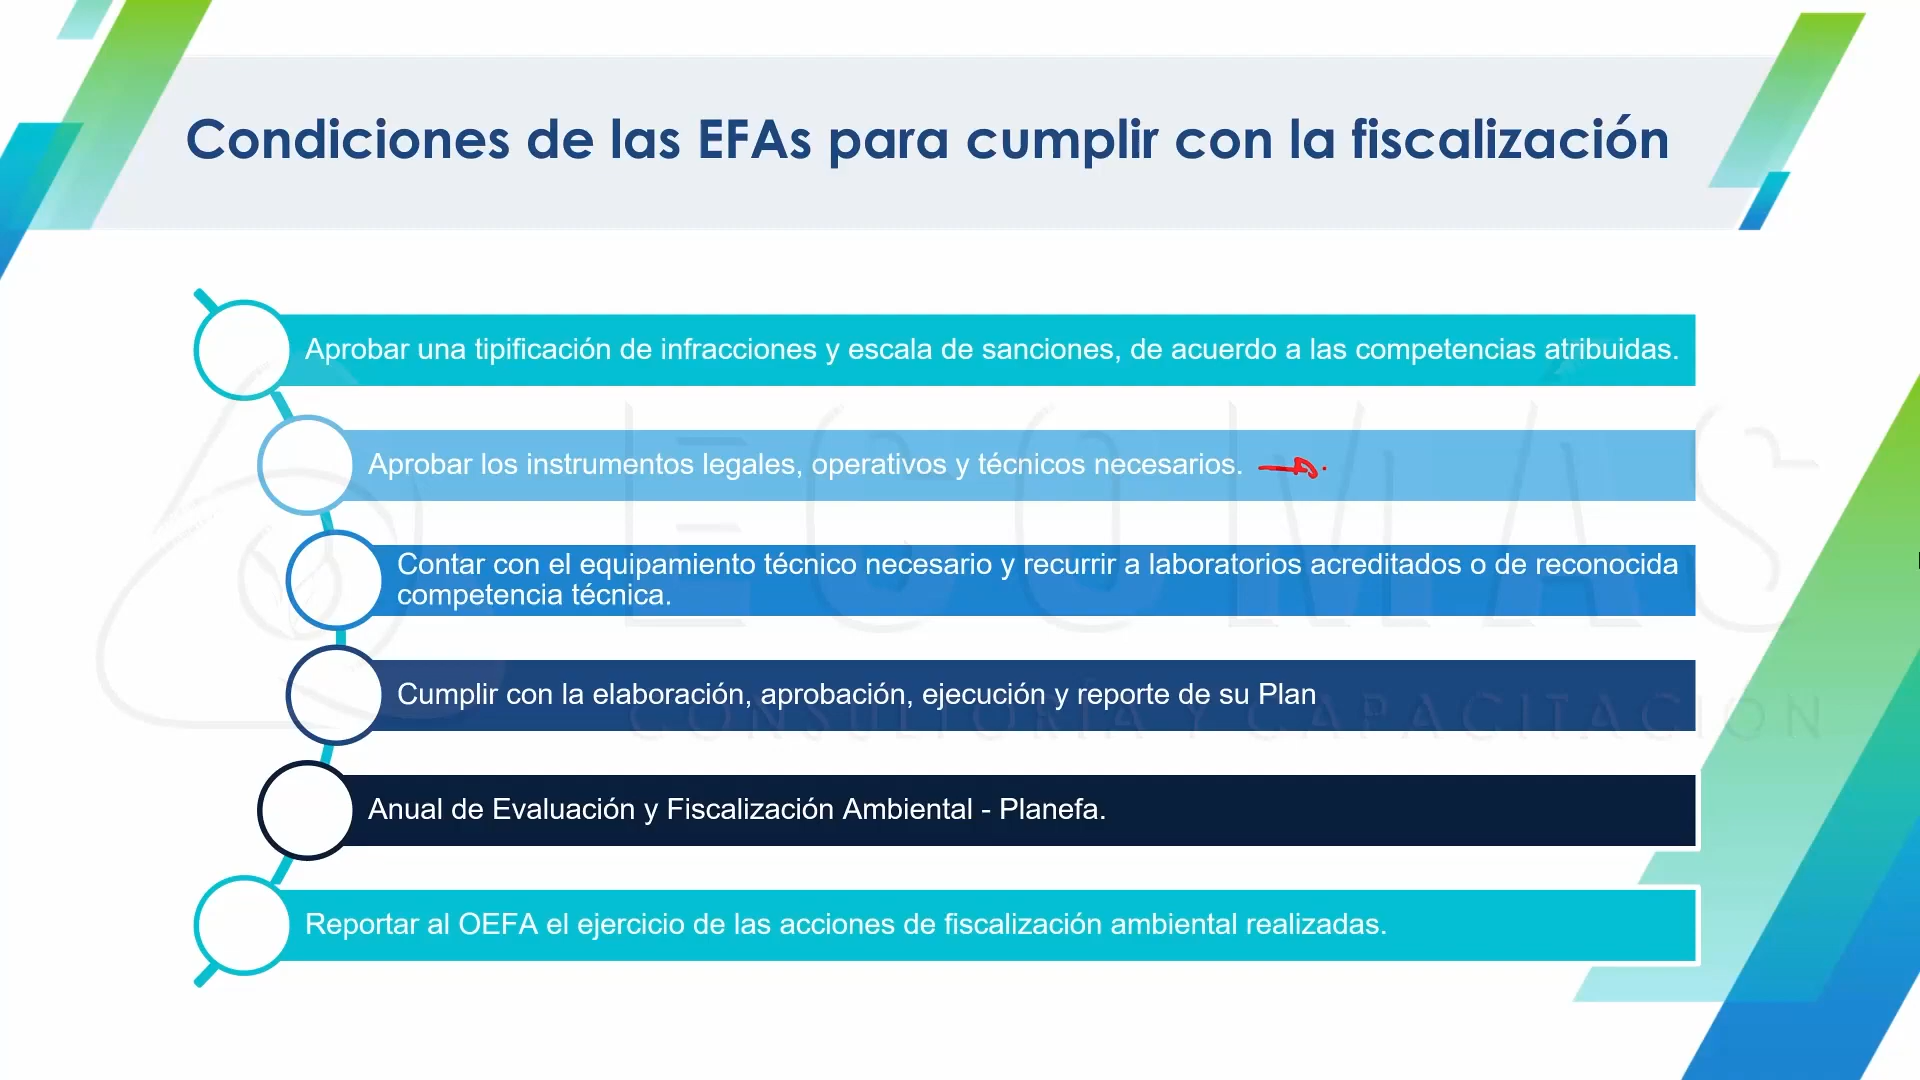 Condiciones de las EFAs para cumplir con la fiscalización
Aprobar una tipificación de infracciones y escala de sanciones, de acuerdo a las competencias atribuidas.
Aprobar los instrumentos legales, operativos y técnicos necesarios.
Contar con el equipamiento técnico necesario y recurrir a laboratorios acreditados o de reconocida
competencia técnica.
Cumplir con la elaboración, aprobación, ejecución y reporte de su Plan
Anual de Evaluación y Fiscalización Ambiental - Planefa.
Reportar al OEFA el ejercicio de las acciones de fiscalización ambiental realizadas.
ECOMÁS
CONSULTORÍA Y CAPACITACIÓN